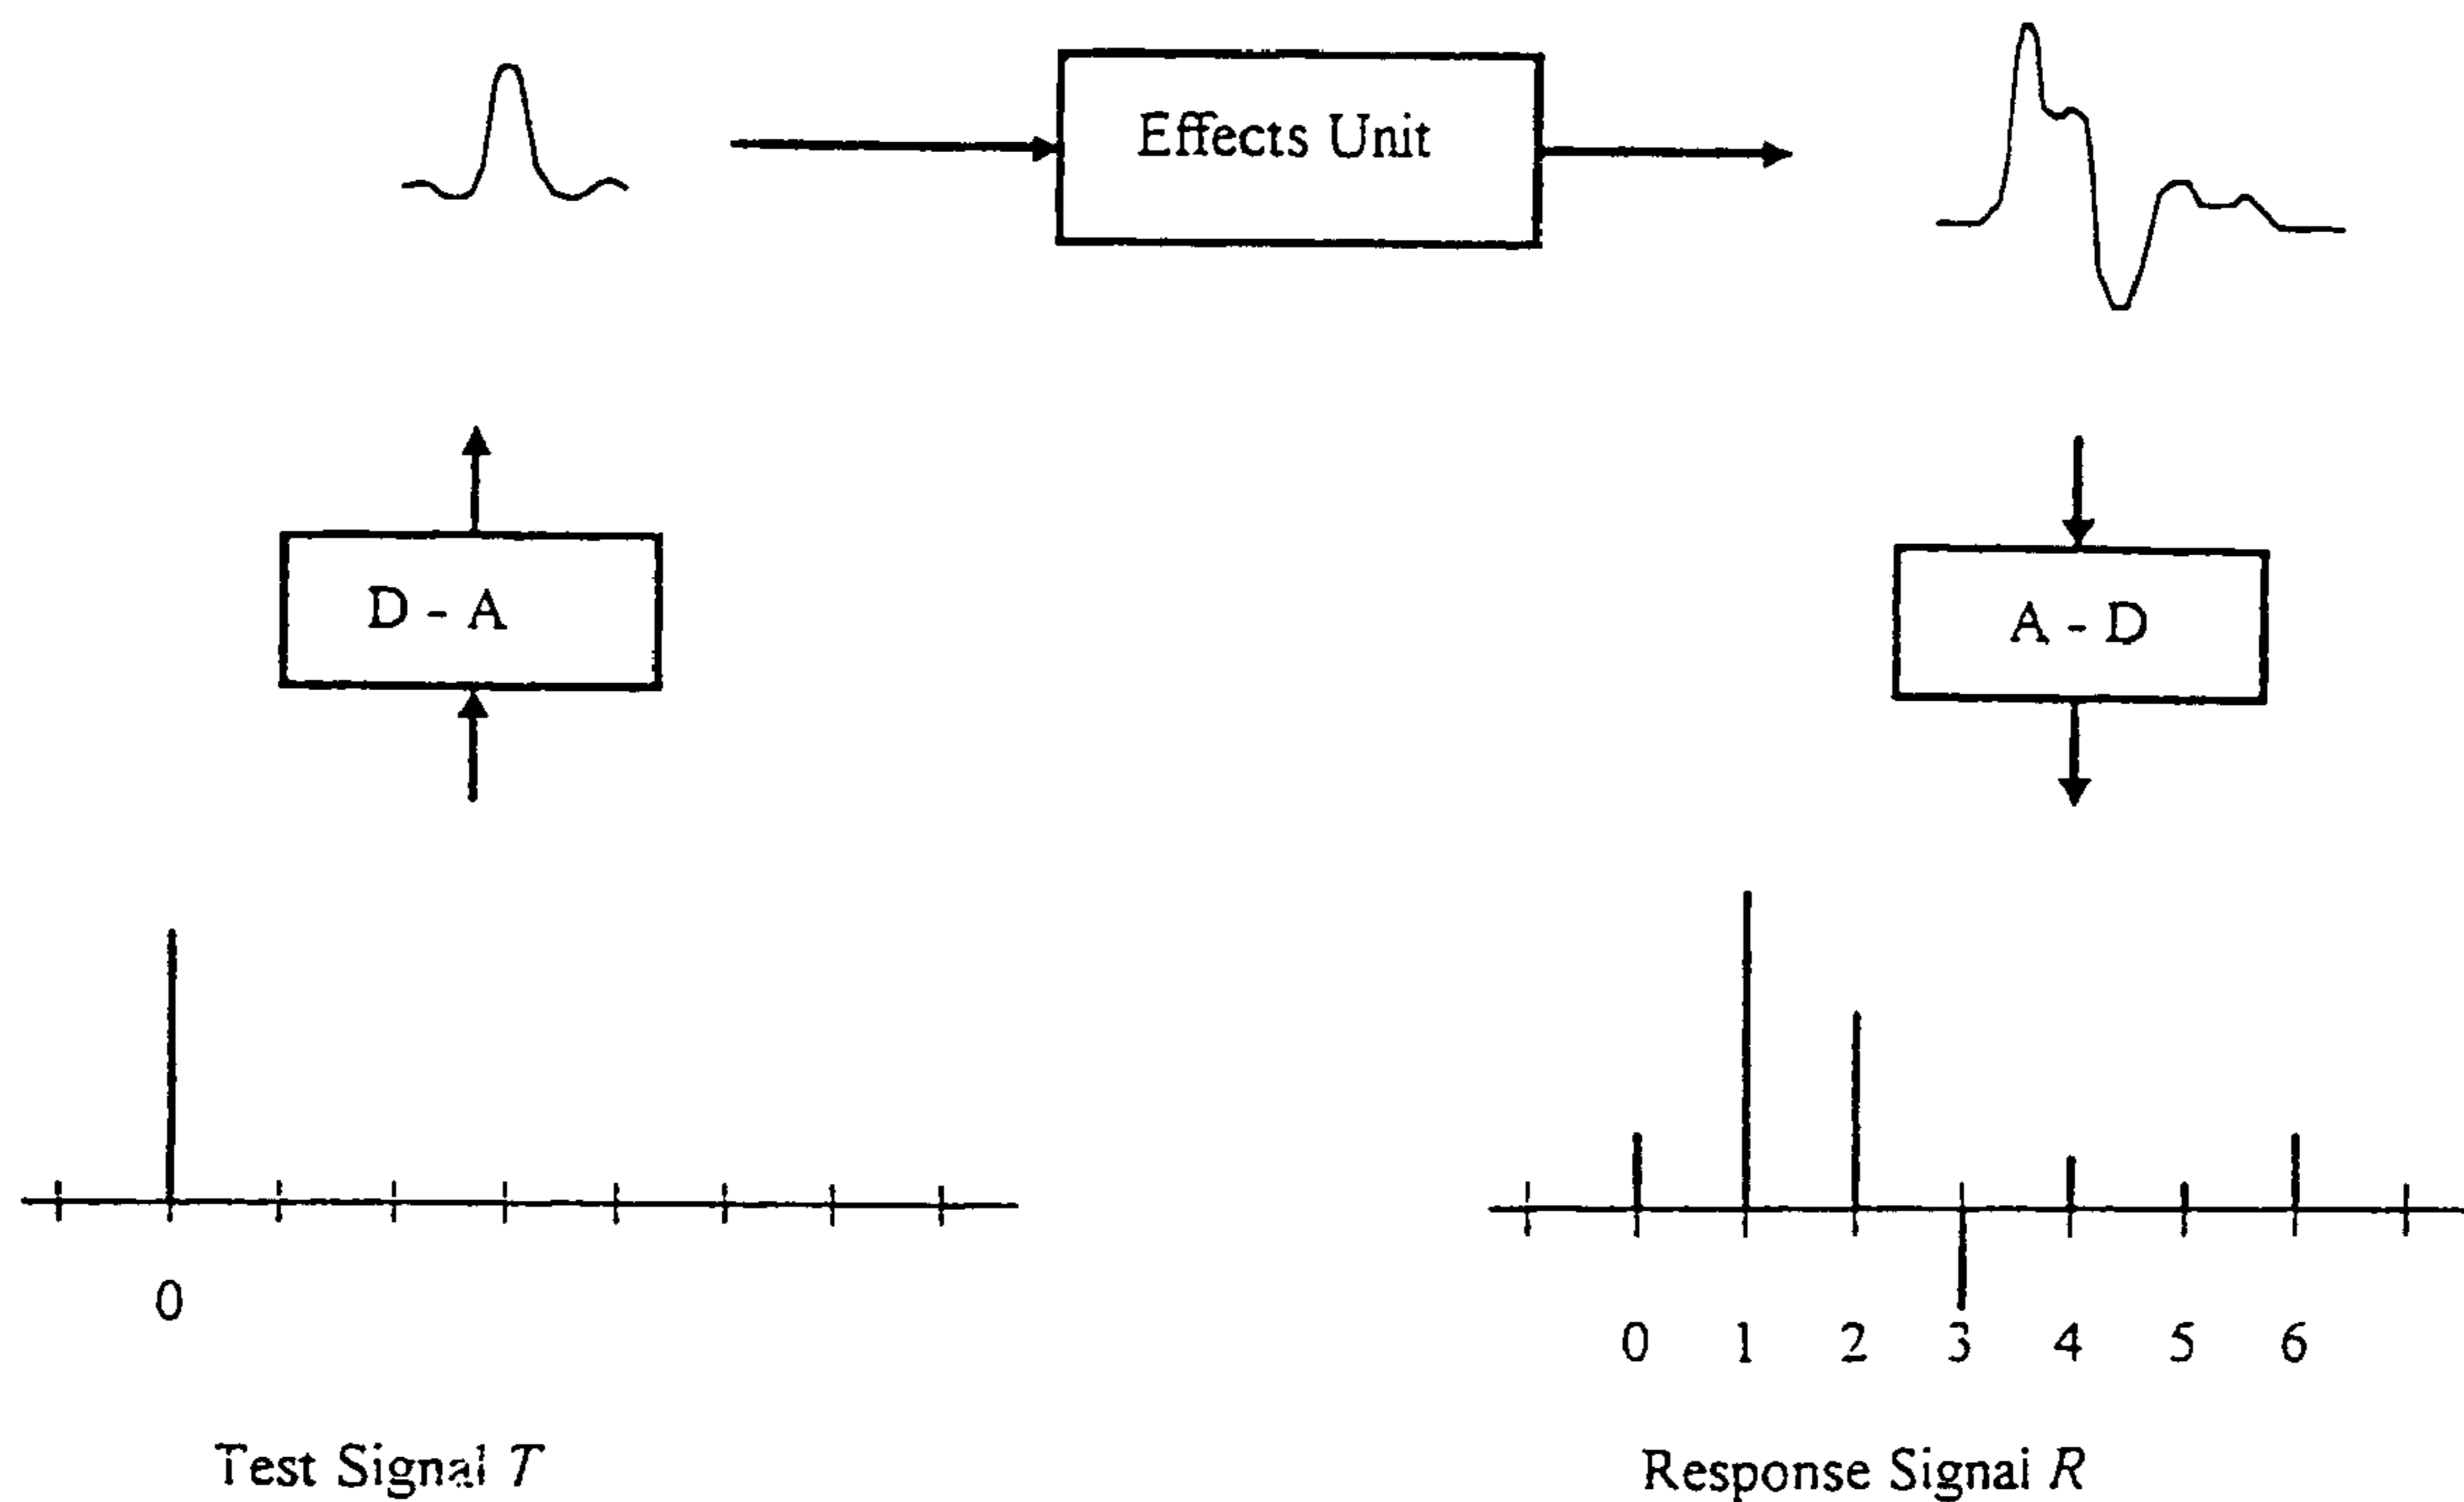 Effects Unit
D - A
A - D
0
0 1 2 3 4 5 6
Test Signal T
Response Signal R